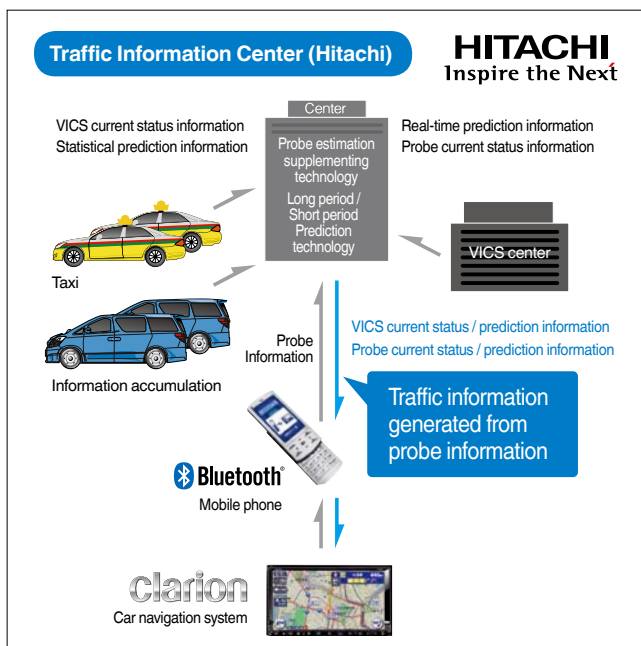 Traffic Information Center (Hitachi)
HITACHI
Inspire the Next
VICS current status information
Statistical prediction information
Center
Probe estimation
supplementing
technology
Long period /
Short period
Prediction
technology
Real-time prediction information
Probe current status information
Taxi
VICS center
Information accumulation
Probe
Information
VICS current status / prediction information
Probe current status / prediction information
Traffic information
generated from
probe information
Bluetooth®
Mobile phone
clarion
Car navigation system